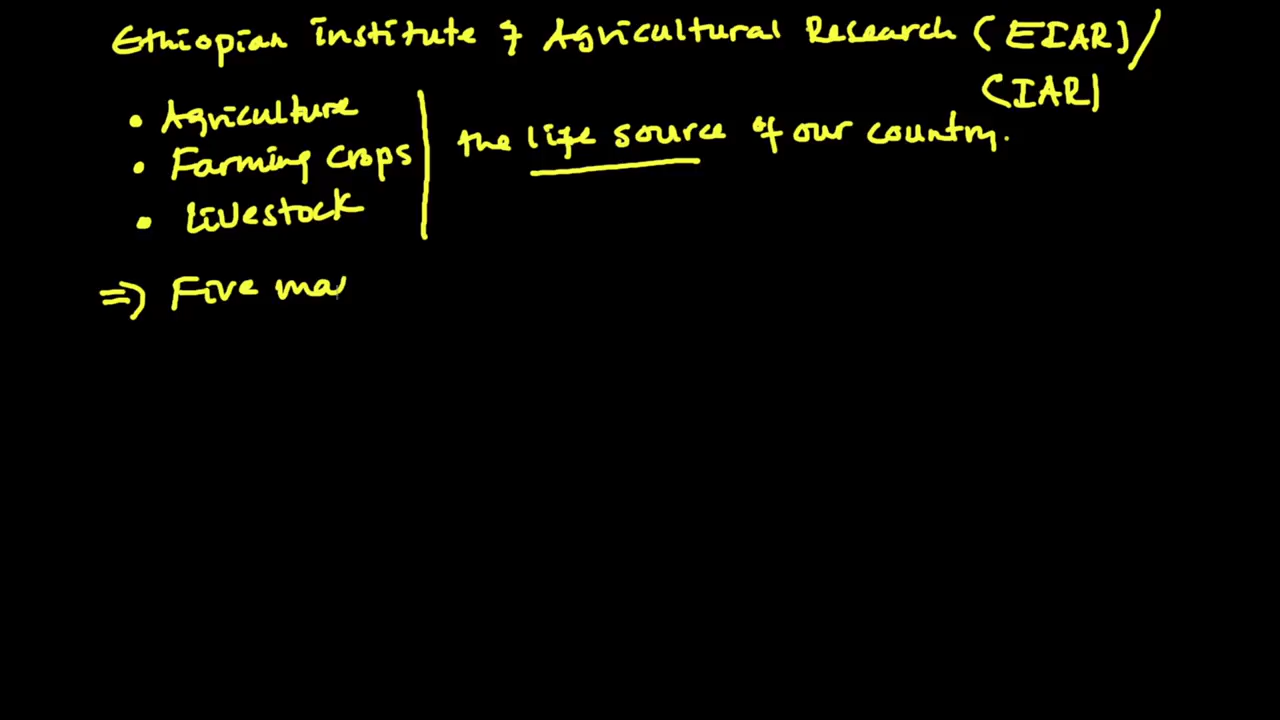 Ethiopian Institute of Agricultural Research (EIAR)/
(IAR)
• Agriculture
• Farming crops
• Livestock
the life source of our country.
⇒ Five ma